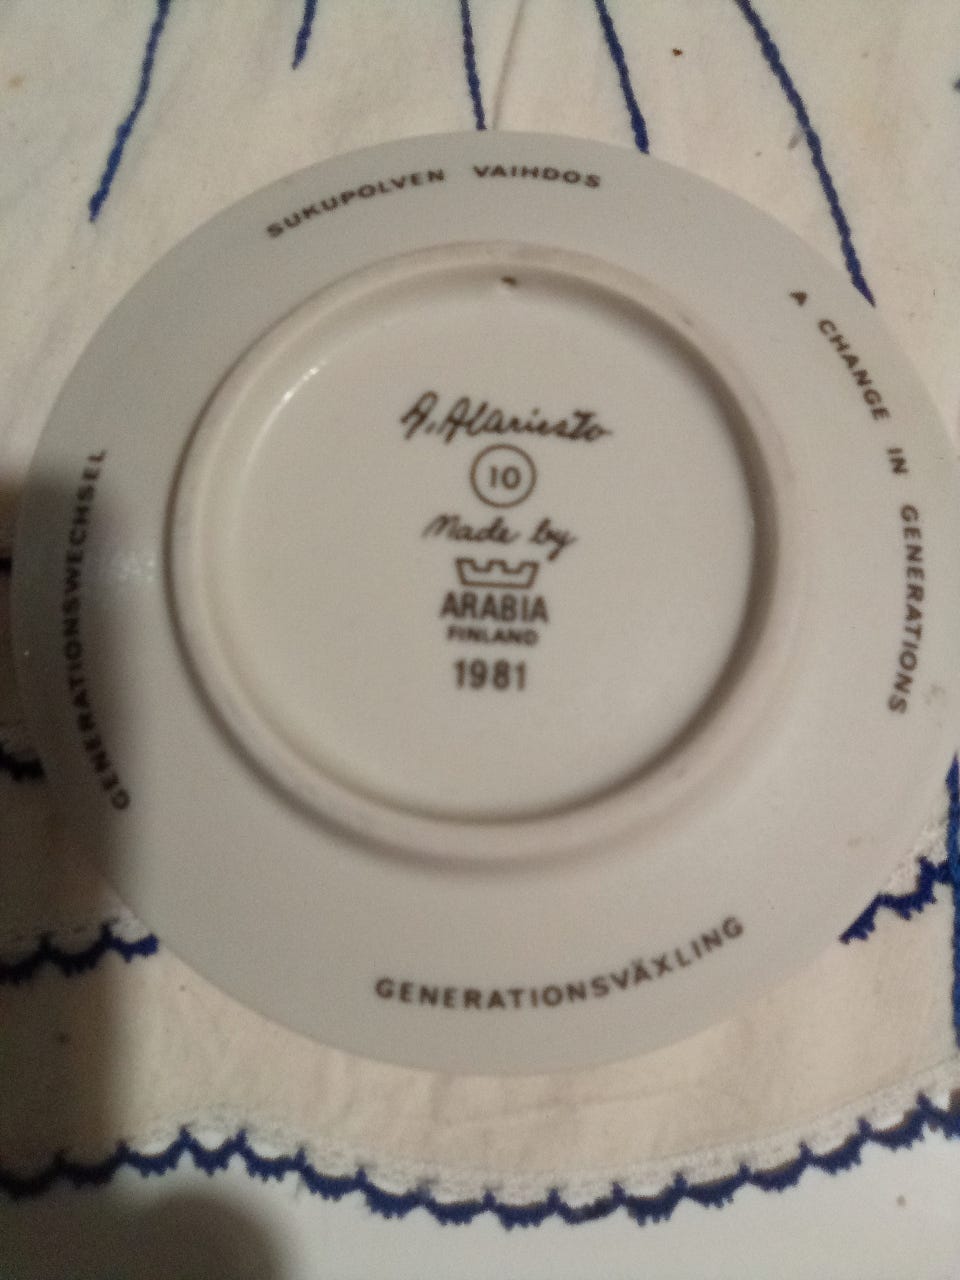 SUKUPOLVEN VAIHDOS
A CHANGE IN GENERATIONS
GENERATIONSVÄXLING
GENERATIONSWECHSEL
A. Alariesto
10
Made by
ARABIA
FINLAND
1981